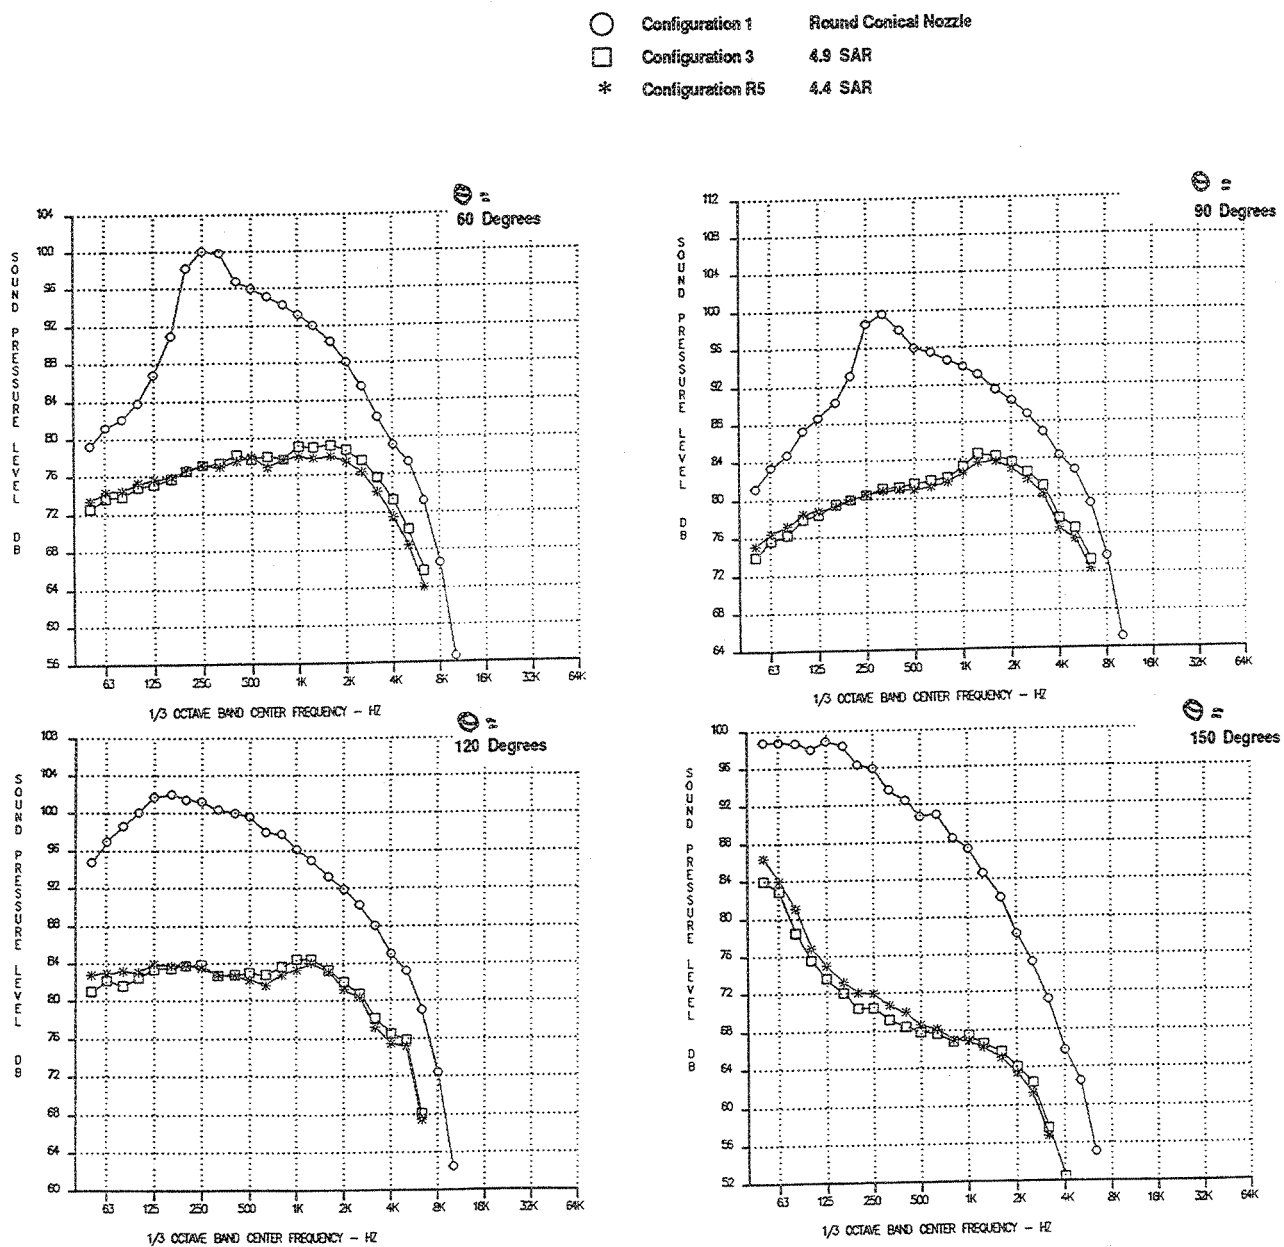 Configuration 1 Round Conical Nozzle
Configuration 3 4.9 SAR
Configuration R5 4.4 SAR
Θ =
60 Degrees
104
100
96
92
88
84
80
76
72
68
64
60
56
SOUND PRESSURE LEVEL DB
63 125 250 500 1K 2K 4K 8K 16K 32K 64K
1/3 OCTAVE BAND CENTER FREQUENCY — HZ
Θ =
90 Degrees
112
108
104
100
96
92
88
84
80
76
72
68
64
SOUND PRESSURE LEVEL DB
63 125 250 500 1K 2K 4K 8K 16K 32K 64K
1/3 OCTAVE BAND CENTER FREQUENCY — HZ
Θ =
120 Degrees
108
104
100
96
92
88
84
80
76
72
68
64
60
SOUND PRESSURE LEVEL DB
63 125 250 500 1K 2K 4K 8K 16K 32K 64K
1/3 OCTAVE BAND CENTER FREQUENCY — HZ
Θ =
150 Degrees
100
96
92
88
84
80
76
72
68
64
60
56
52
SOUND PRESSURE LEVEL DB
63 125 250 500 1K 2K 4K 8K 16K 32K 64K
1/3 OCTAVE BAND CENTER FREQUENCY — HZ